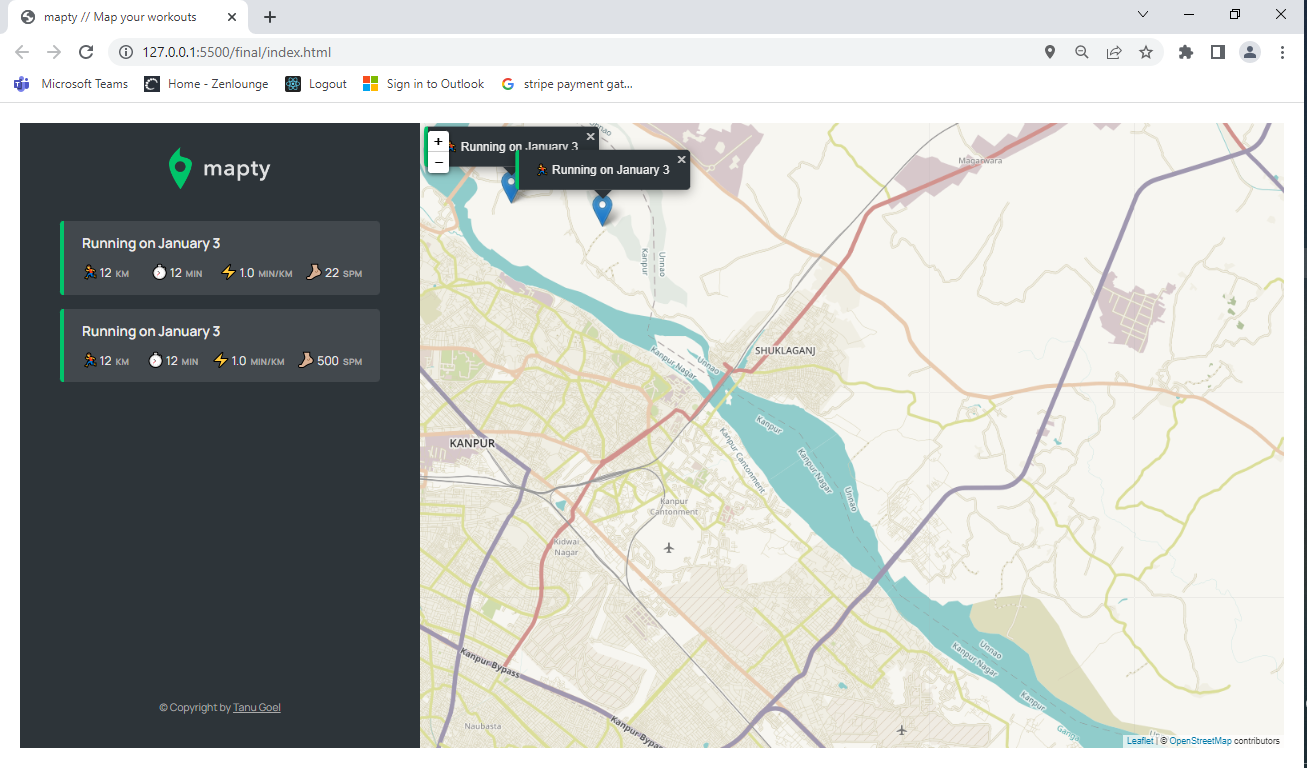 mapty // Map your workouts
127.0.0.1:5500/final/index.html
Microsoft Teams
Home - Zenlounge
Logout
Sign in to Outlook
stripe payment gat...
mapty
Running on January 3
12 KM 12 MIN 1.0 MIN/KM 22 SPM
Running on January 3
12 KM 12 MIN 1.0 MIN/KM 500 SPM
© Copyright by Tanu Goel
+
−
Running on January 3
Running on January 3
Magarwara
Kanpur
Unnao
SHUKLAGANJ
Kanpur Nagar
Unnao
KANPUR
Kanpur
Kanpur Nagar
Unnao
Kanpur Cantonment
Kanpur
Cantonment
Kidwai
Nagar
Kanpur Bypass
Kanpur Bypass
Naubasta
Unnao
Kanpur Nagar
Kanpur
Leaflet | © OpenStreetMap contributors